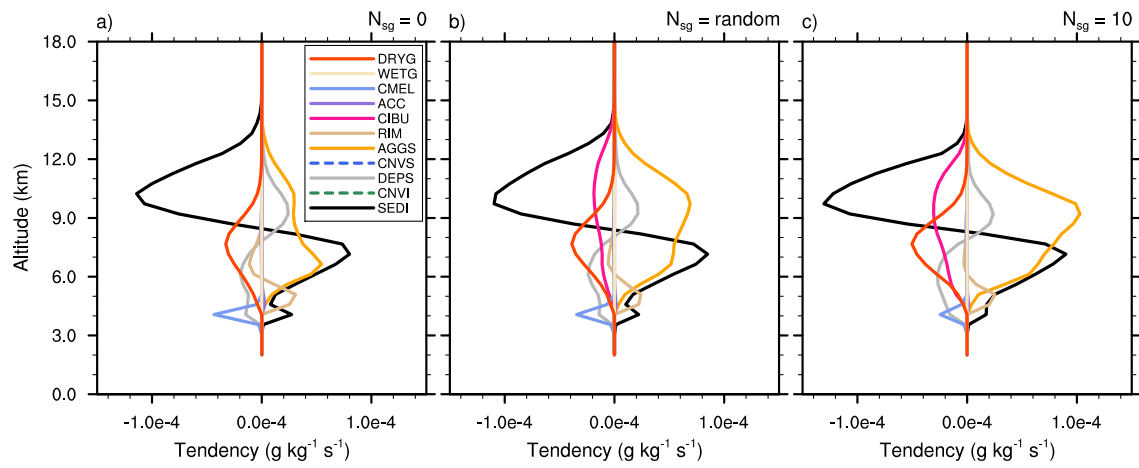 a) N_sg = 0
b) N_sg = random
c) N_sg = 10
18.0
15.0
12.0
9.0
6.0
3.0
0.0
Altitude (km)
DRYG
WETG
CMEL
ACC
CIBU
RIM
AGGS
CNVS
DEPS
CNVI
SEDI
-1.0e-4 0.0e-4 1.0e-4
-1.0e-4 0.0e-4 1.0e-4
-1.0e-4 0.0e-4 1.0e-4
Tendency (g kg⁻¹ s⁻¹)
Tendency (g kg⁻¹ s⁻¹)
Tendency (g kg⁻¹ s⁻¹)